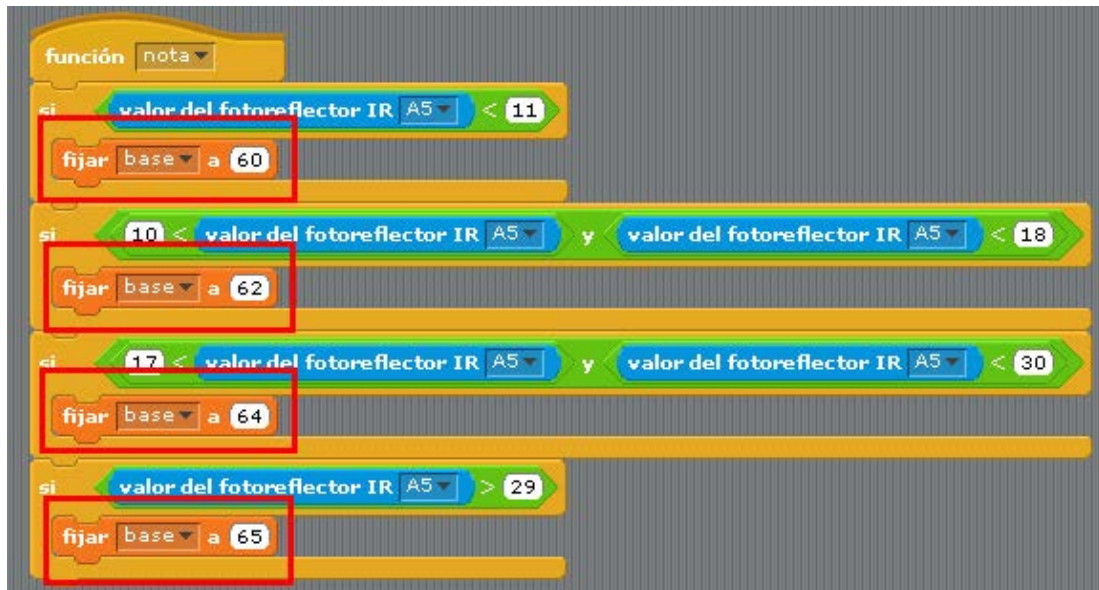 función nota
si valor del fotoreflector IR A5 < 11
fijar base a 60
si 10 < valor del fotoreflector IR A5 y valor del fotoreflector IR A5 < 18
fijar base a 62
si 17 < valor del fotoreflector IR A5 y valor del fotoreflector IR A5 < 30
fijar base a 64
si valor del fotoreflector IR A5 > 29
fijar base a 65